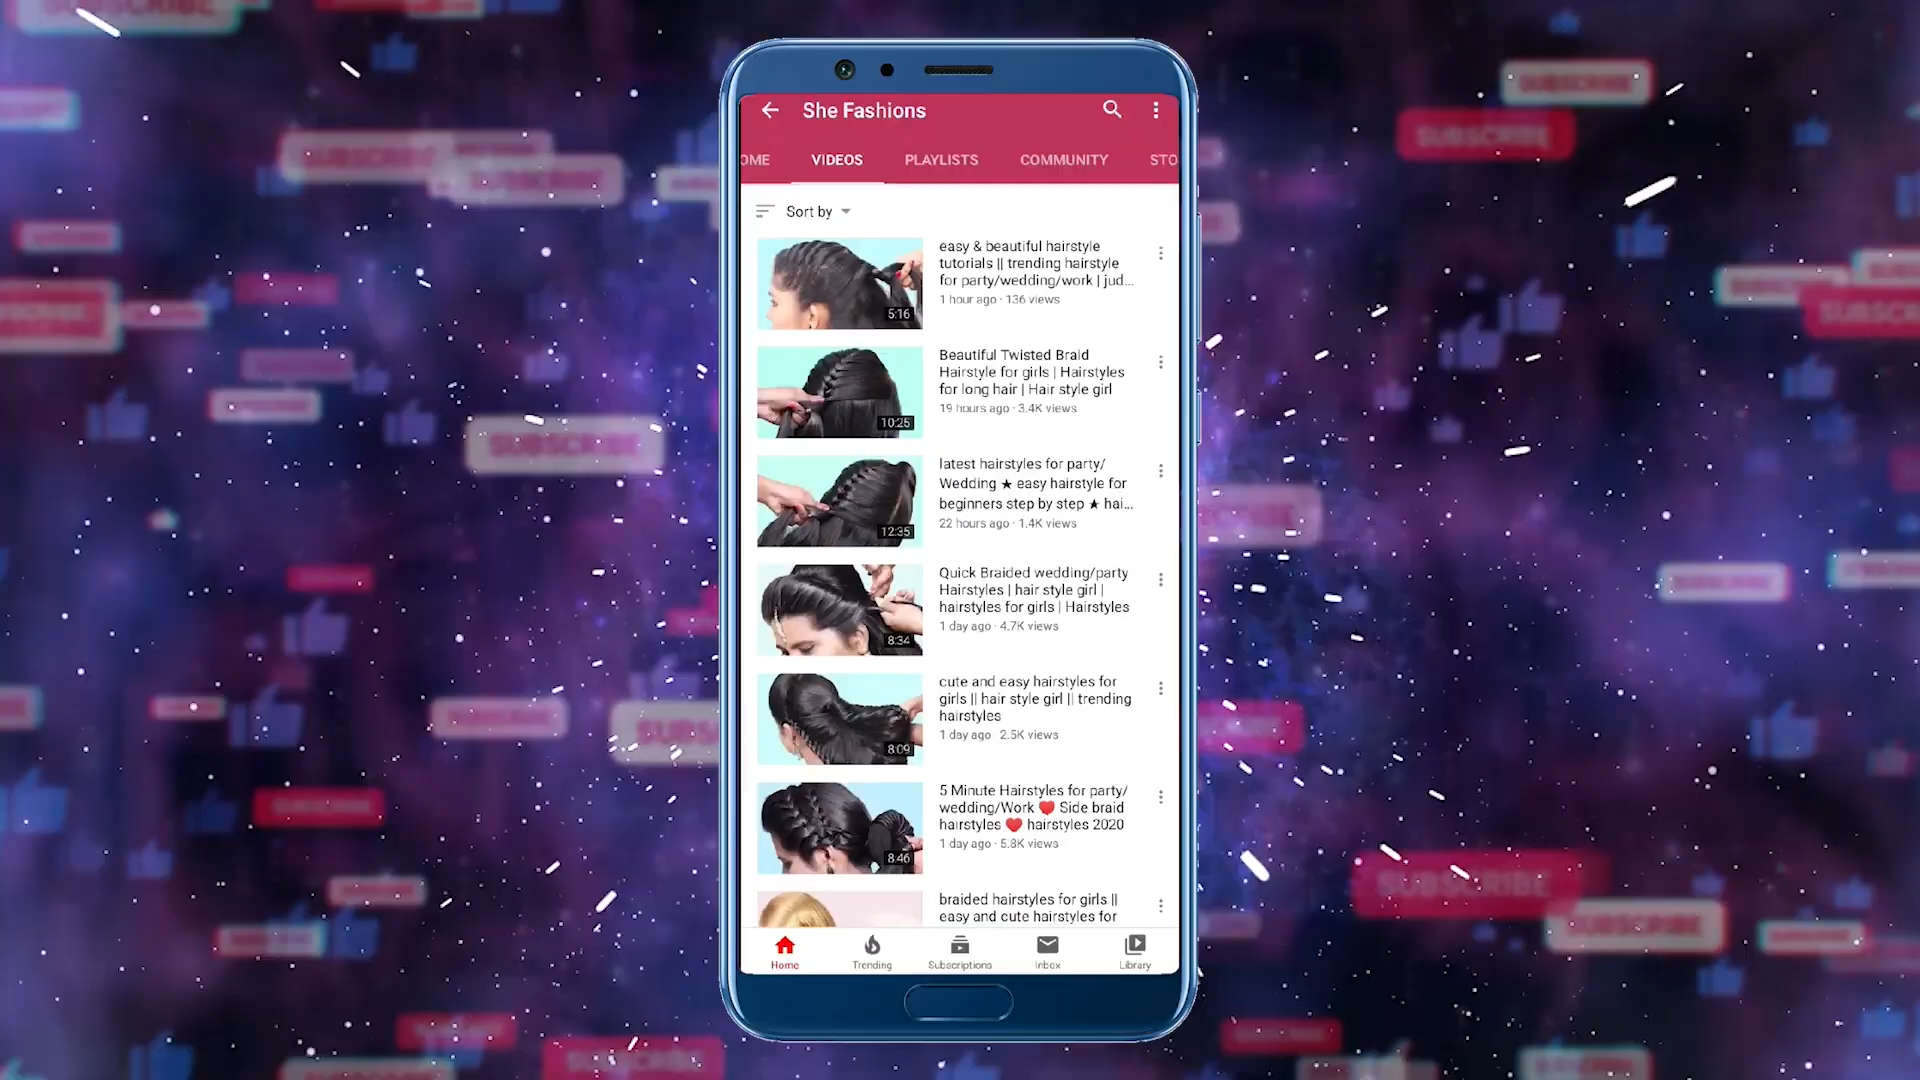 She Fashions
OME VIDEOS PLAYLISTS COMMUNITY STO
Sort by
easy & beautiful hairstyle
tutorials || trending hairstyle
for party/wedding/work | jud...
1 hour ago · 136 views
5:16
Beautiful Twisted Braid
Hairstyle for girls | Hairstyles
for long hair | Hair style girl
19 hours ago · 3.4K views
10:25
latest hairstyles for party/
Wedding ★ easy hairstyle for
beginners step by step ★ hai...
22 hours ago · 1.4K views
12:35
Quick Braided wedding/party
Hairstyles | hair style girl |
hairstyles for girls | Hairstyles
1 day ago · 4.7K views
8:34
cute and easy hairstyles for
girls || hair style girl || trending
hairstyles
1 day ago · 2.5K views
8:09
5 Minute Hairstyles for party/
wedding/Work ❤ Side braid
hairstyles ❤ hairstyles 2020
1 day ago · 5.8K views
8:46
braided hairstyles for girls ||
easy and cute hairstyles for
Home Trending Subscriptions Inbox Library
SUBSCRIBE
SUBSCRIBE
SUBSCRIBE
SUBSCRIBE